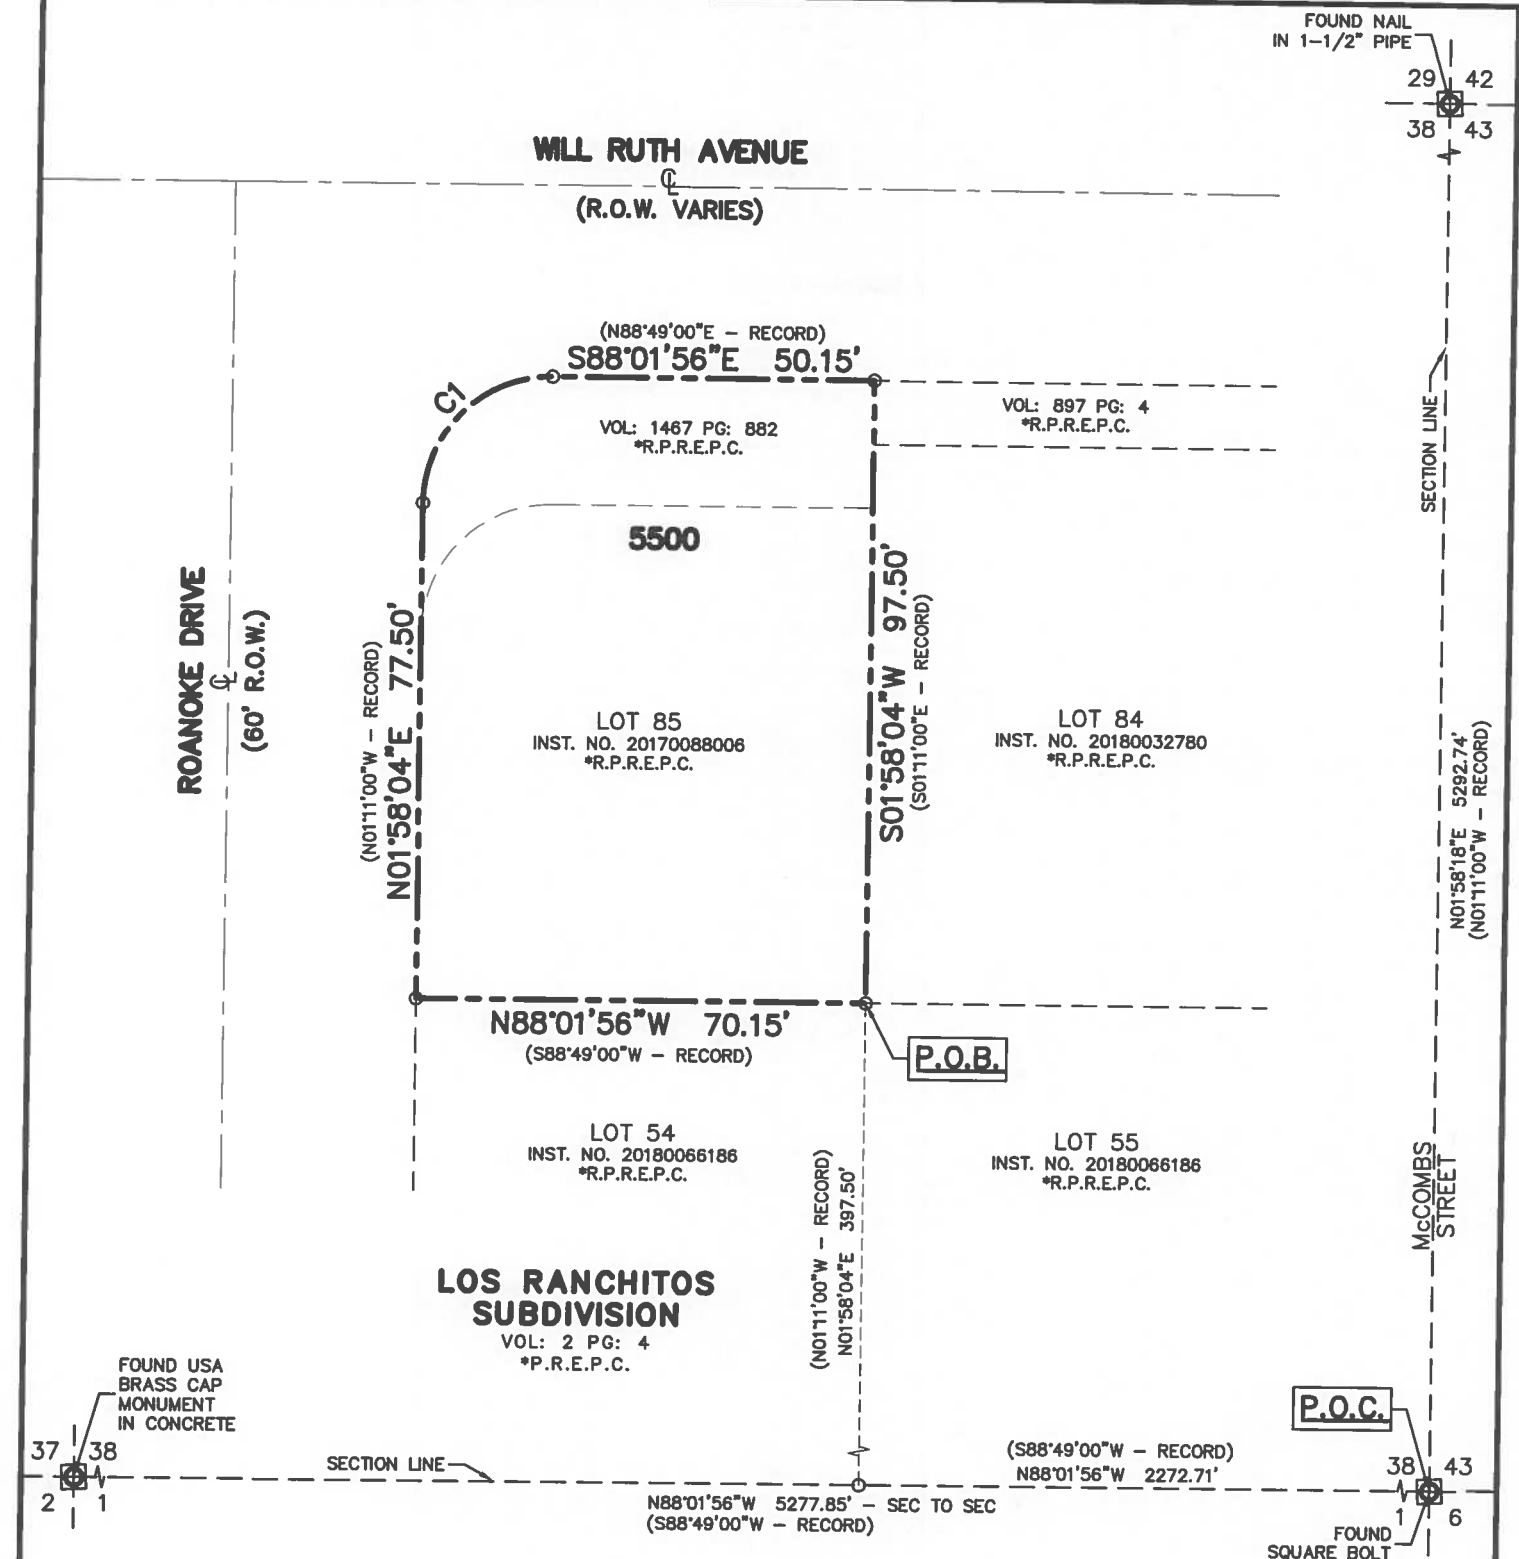 FOUND NAIL
IN 1-1/2" PIPE
29 42
38 43
WILL RUTH AVENUE
℄
(R.O.W. VARIES)
(N88°49'00"E - RECORD)
S88°01'56"E 50.15'
C1
VOL: 1467 PG: 882
*R.P.R.E.P.C.
VOL: 897 PG: 4
*R.P.R.E.P.C.
SECTION LINE
5500
ROANOKE DRIVE
℄
(60' R.O.W.)
(N01°11'00"W - RECORD)
N01°58'04"E 77.50'
S01°58'04"W 97.50'
(S01°11'00"E - RECORD)
LOT 85
INST. NO. 20170088006
*R.P.R.E.P.C.
LOT 84
INST. NO. 20180032780
*R.P.R.E.P.C.
N01°58'18"E 5292.74'
(N01°11'00"W - RECORD)
N88°01'56"W 70.15'
(S88°49'00"W - RECORD)
P.O.B.
LOT 54
INST. NO. 20180066186
*R.P.R.E.P.C.
LOT 55
INST. NO. 20180066186
*R.P.R.E.P.C.
(N01°11'00"W - RECORD)
N01°58'04"E 397.50'
McCOMBS
STREET
LOS RANCHITOS
SUBDIVISION
VOL: 2 PG: 4
*P.R.E.P.C.
FOUND USA
BRASS CAP
MONUMENT
IN CONCRETE
37 38
2 1
SECTION LINE
P.O.C.
(S88°49'00"W - RECORD)
N88°01'56"W 2272.71'
N88°01'56"W 5277.85' - SEC TO SEC
(S88°49'00"W - RECORD)
38 43
1 6
FOUND
SQUARE BOLT